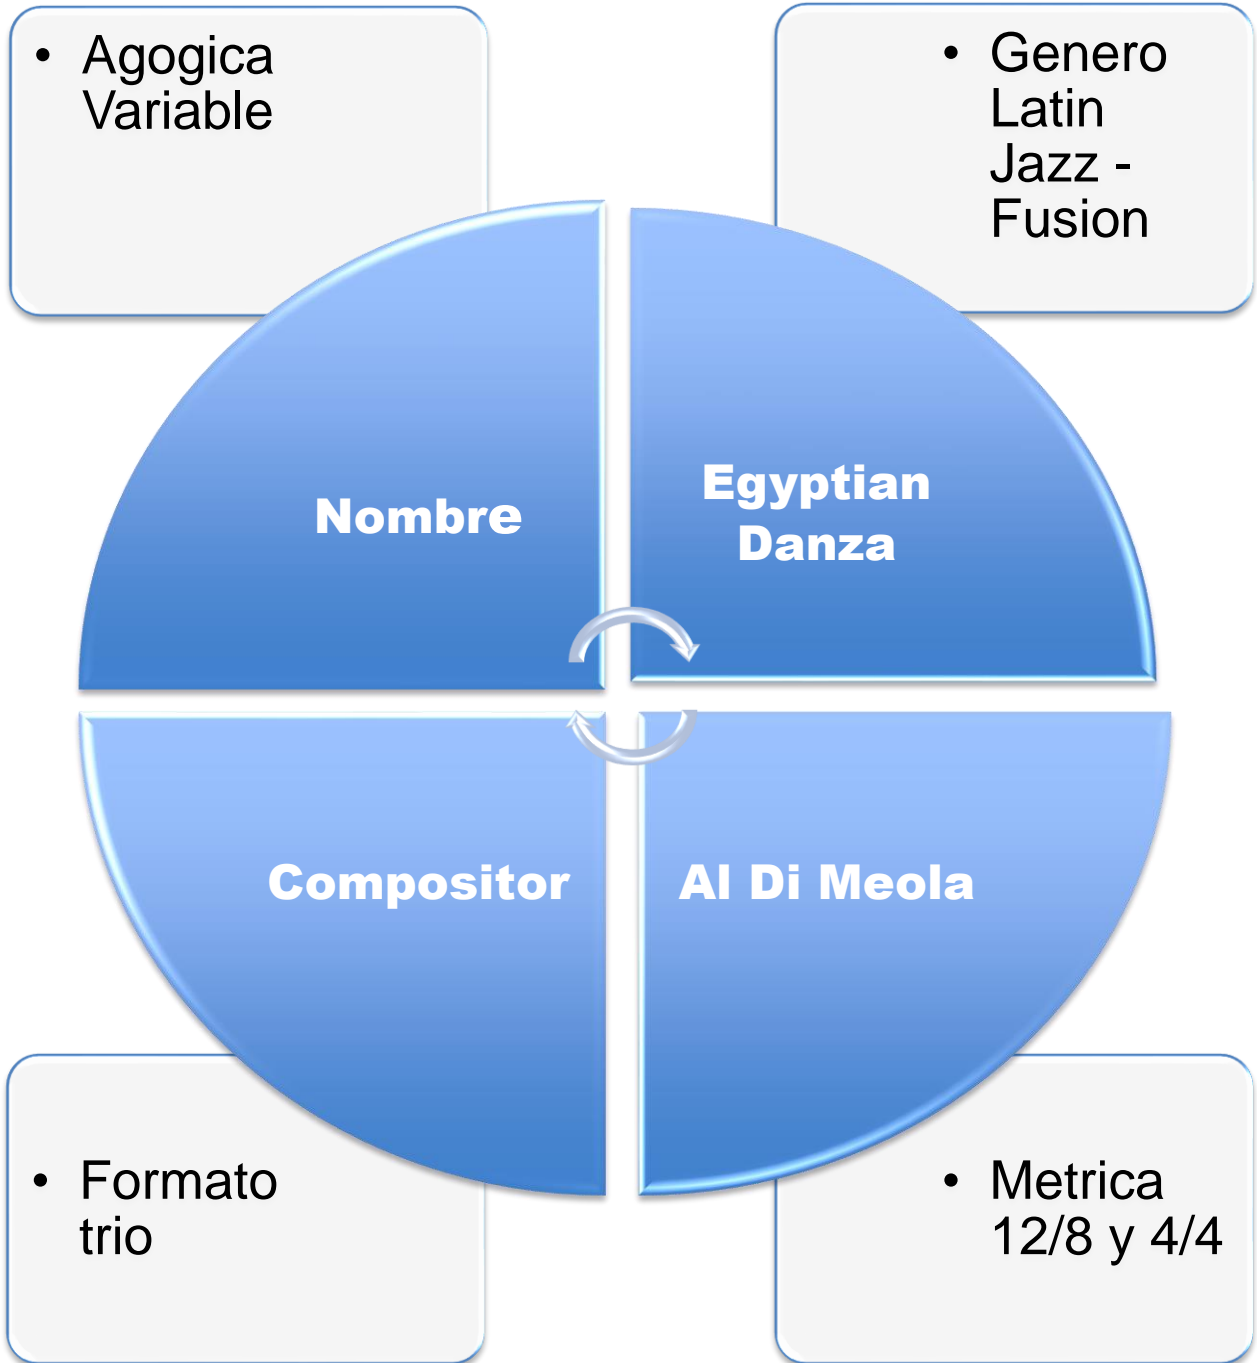 • Agogica
Variable
• Genero
Latin
Jazz -
Fusion
Nombre
Egyptian
Danza
Compositor
Al Di Meola
• Formato
trio
• Metrica
12/8 y 4/4